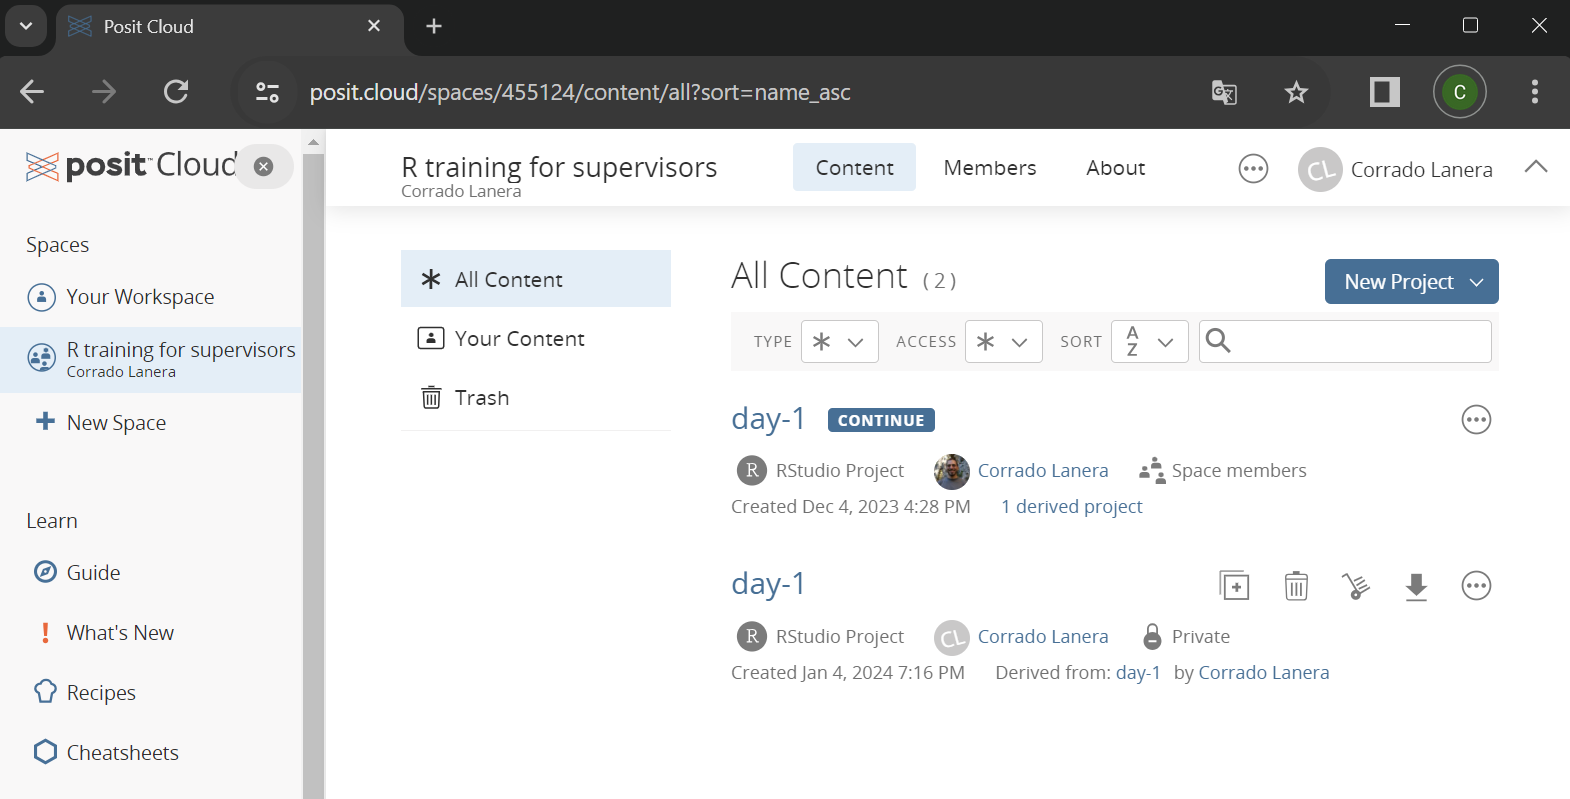 Posit Cloud
posit.cloud/spaces/455124/content/all?sort=name_asc
C
posit™ Cloud
R training for supervisors
Corrado Lanera
Content
Members
About
CL
Corrado Lanera
Spaces
Your Workspace
R training for supervisors
Corrado Lanera
New Space
Learn
Guide
What's New
Recipes
Cheatsheets
All Content
Your Content
Trash
All Content (2)
New Project
TYPE
ACCESS
SORT
A
Z
day-1 CONTINUE
R RStudio Project Corrado Lanera Space members
Created Dec 4, 2023 4:28 PM 1 derived project
day-1
R RStudio Project CL Corrado Lanera Private
Created Jan 4, 2024 7:16 PM Derived from: day-1 by Corrado Lanera